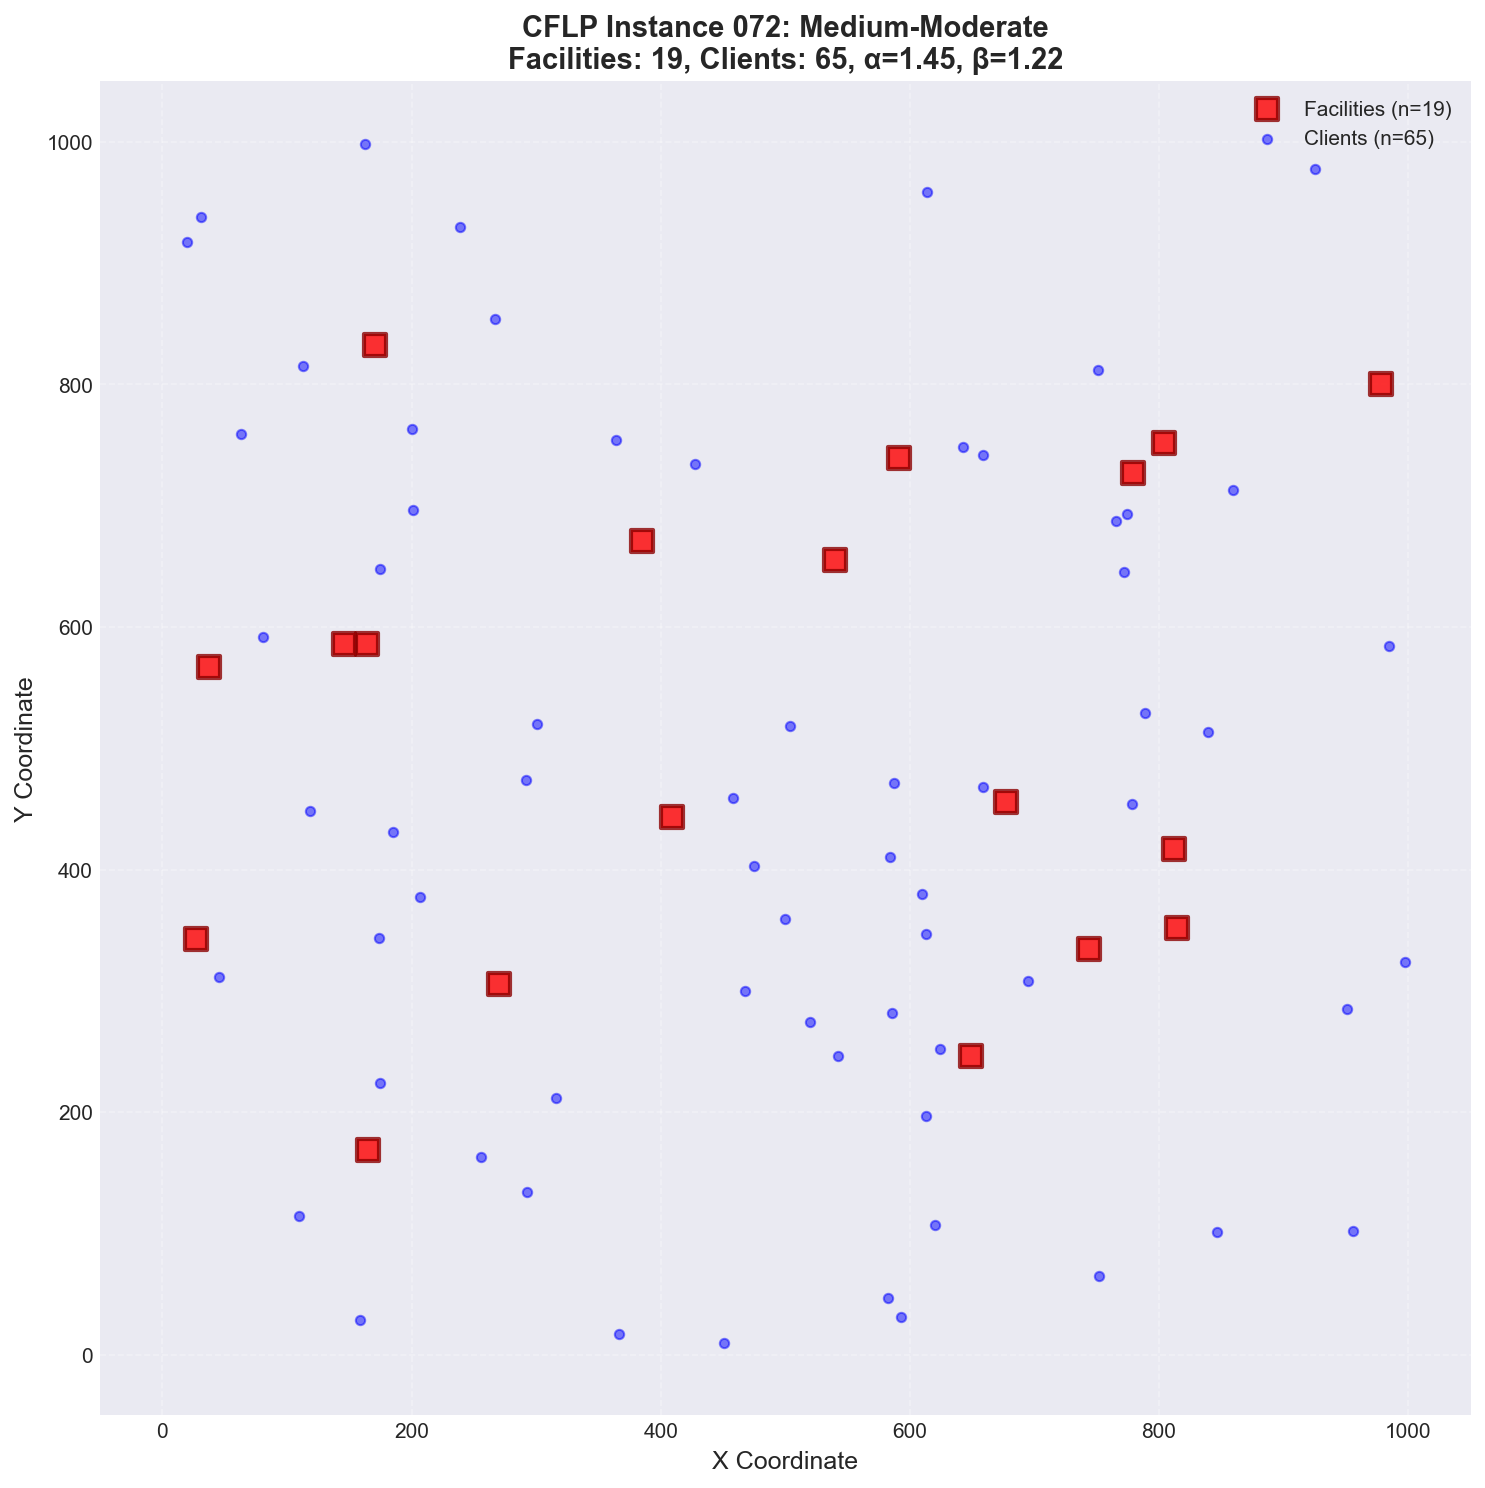 CFLP Instance 072: Medium-Moderate
Facilities: 19, Clients: 65, α=1.45, β=1.22
Facilities (n=19)
Clients (n=65)
1000
800
600
400
200
0
Y Coordinate
0 200 400 600 800 1000
X Coordinate